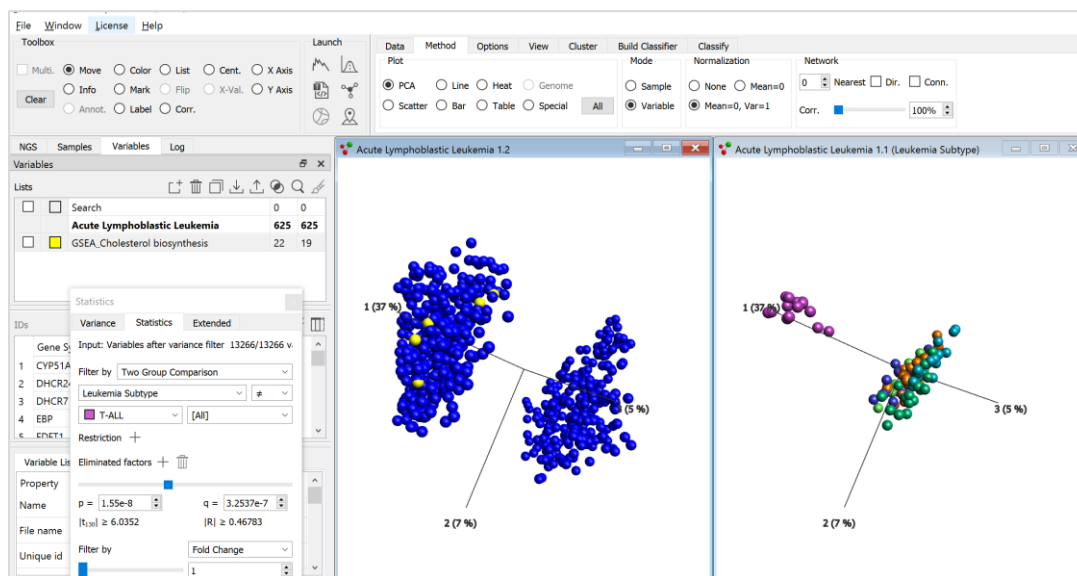 File Window License Help
Toolbox
Multi. Move Color List Cent. X Axis
Info Mark Flip X-Val. Y Axis
Clear
Annot. Label Corr.
Launch
Data Method Options View Cluster Build Classifier Classify
Plot
PCA Line Heat Genome
Scatter Bar Table Special All
Mode
Sample
Variable
Normalization
None Mean=0
Mean=0, Var=1
Network
0 Nearest Dir. Conn.
Corr. 100%
NGS Samples Variables Log
Variables
Lists
Search 0 0
Acute Lymphoblastic Leukemia 625 625
GSEA_Cholesterol biosynthesis 22 19
IDs
Gene Sy
1 CYP51A
2 DHCR24
3 DHCR7
4 EBP
Variable Lis
Property
Name
File name
Unique id
Statistics
Variance Statistics Extended
Input: Variables after variance filter 13266/13266 v
Filter by Two Group Comparison
Leukemia Subtype ≠
T-ALL [All]
Restriction
Eliminated factors
p = 1.55e-8 q = 3.2537e-7
|t₁₃₀| ≥ 6.0352 |R| ≥ 0.46783
Filter by Fold Change
1
Acute Lymphoblastic Leukemia 1.2
1 (37 %)
(5 %)
2 (7 %)
Acute Lymphoblastic Leukemia 1.1 (Leukemia Subtype)
1 (37 %)
3 (5 %)
2 (7 %)